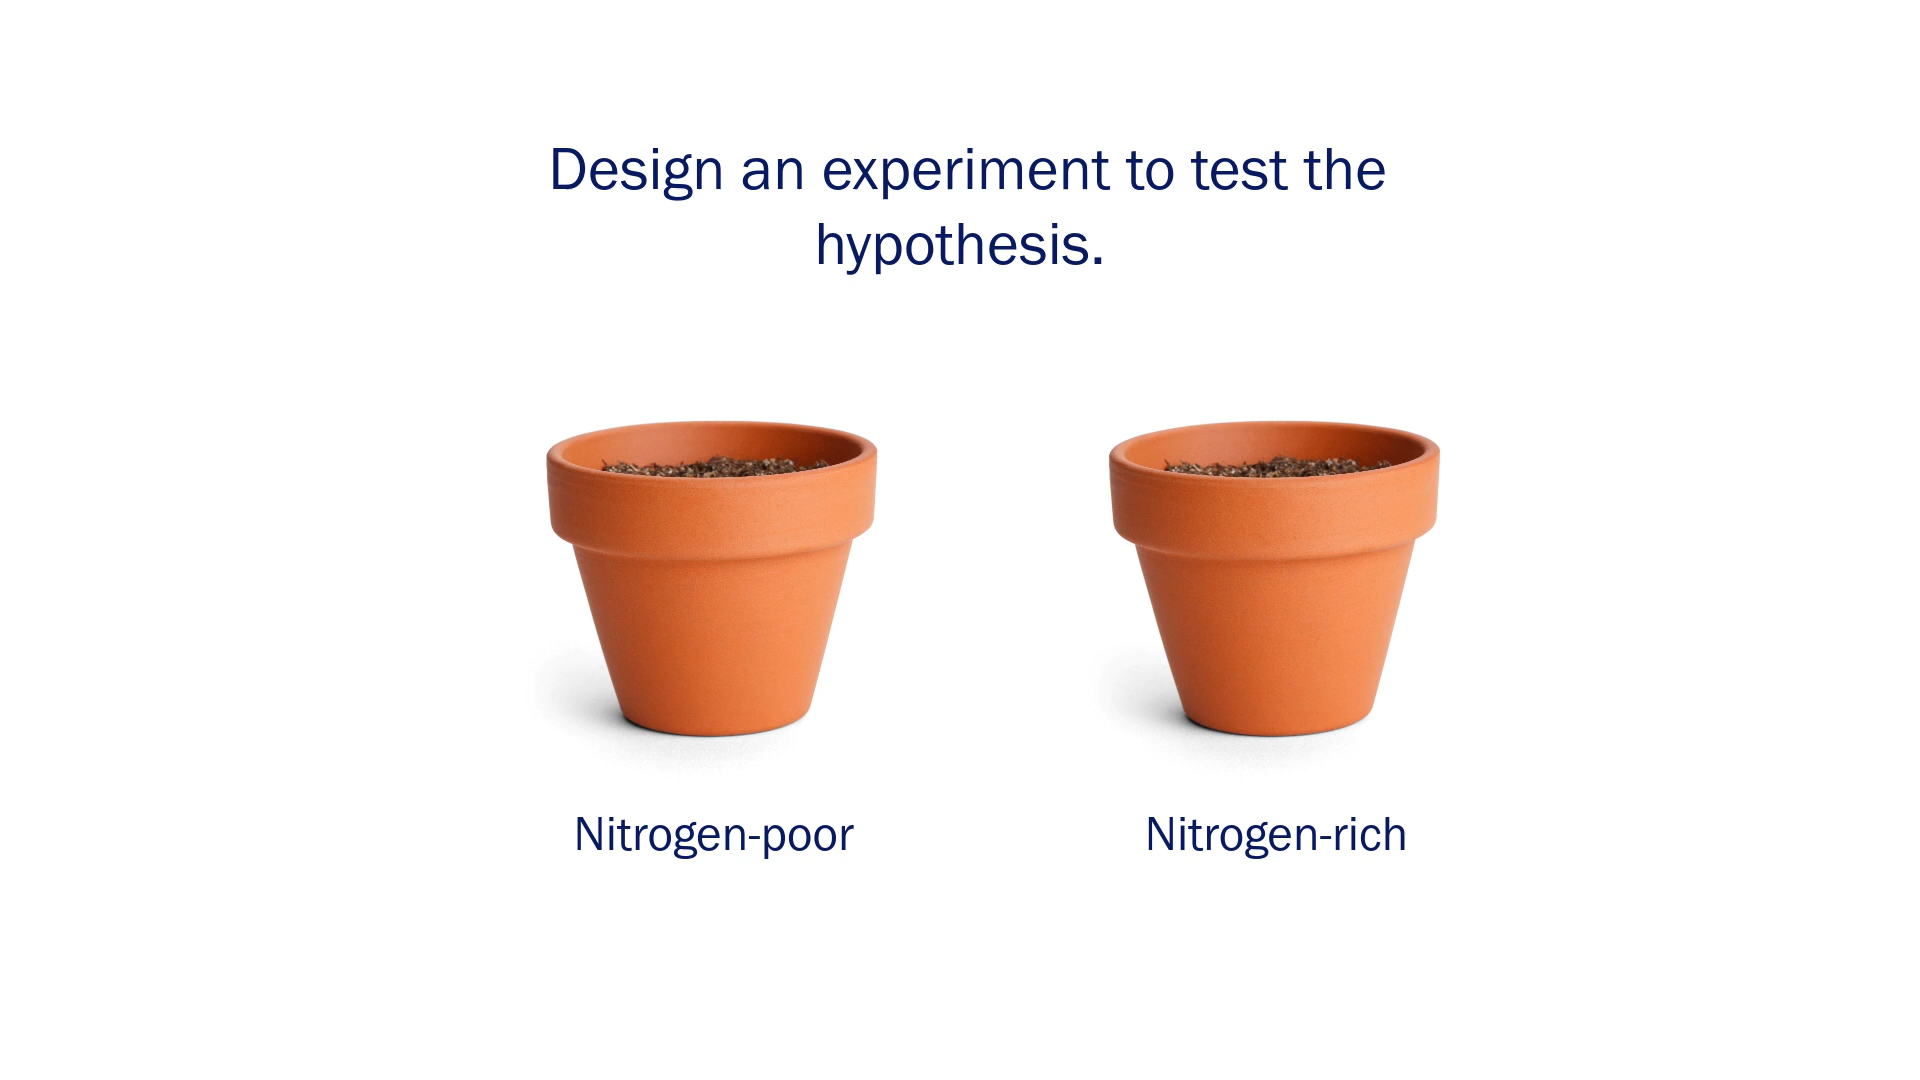 Design an experiment to test the
hypothesis.
Nitrogen-poor
Nitrogen-rich